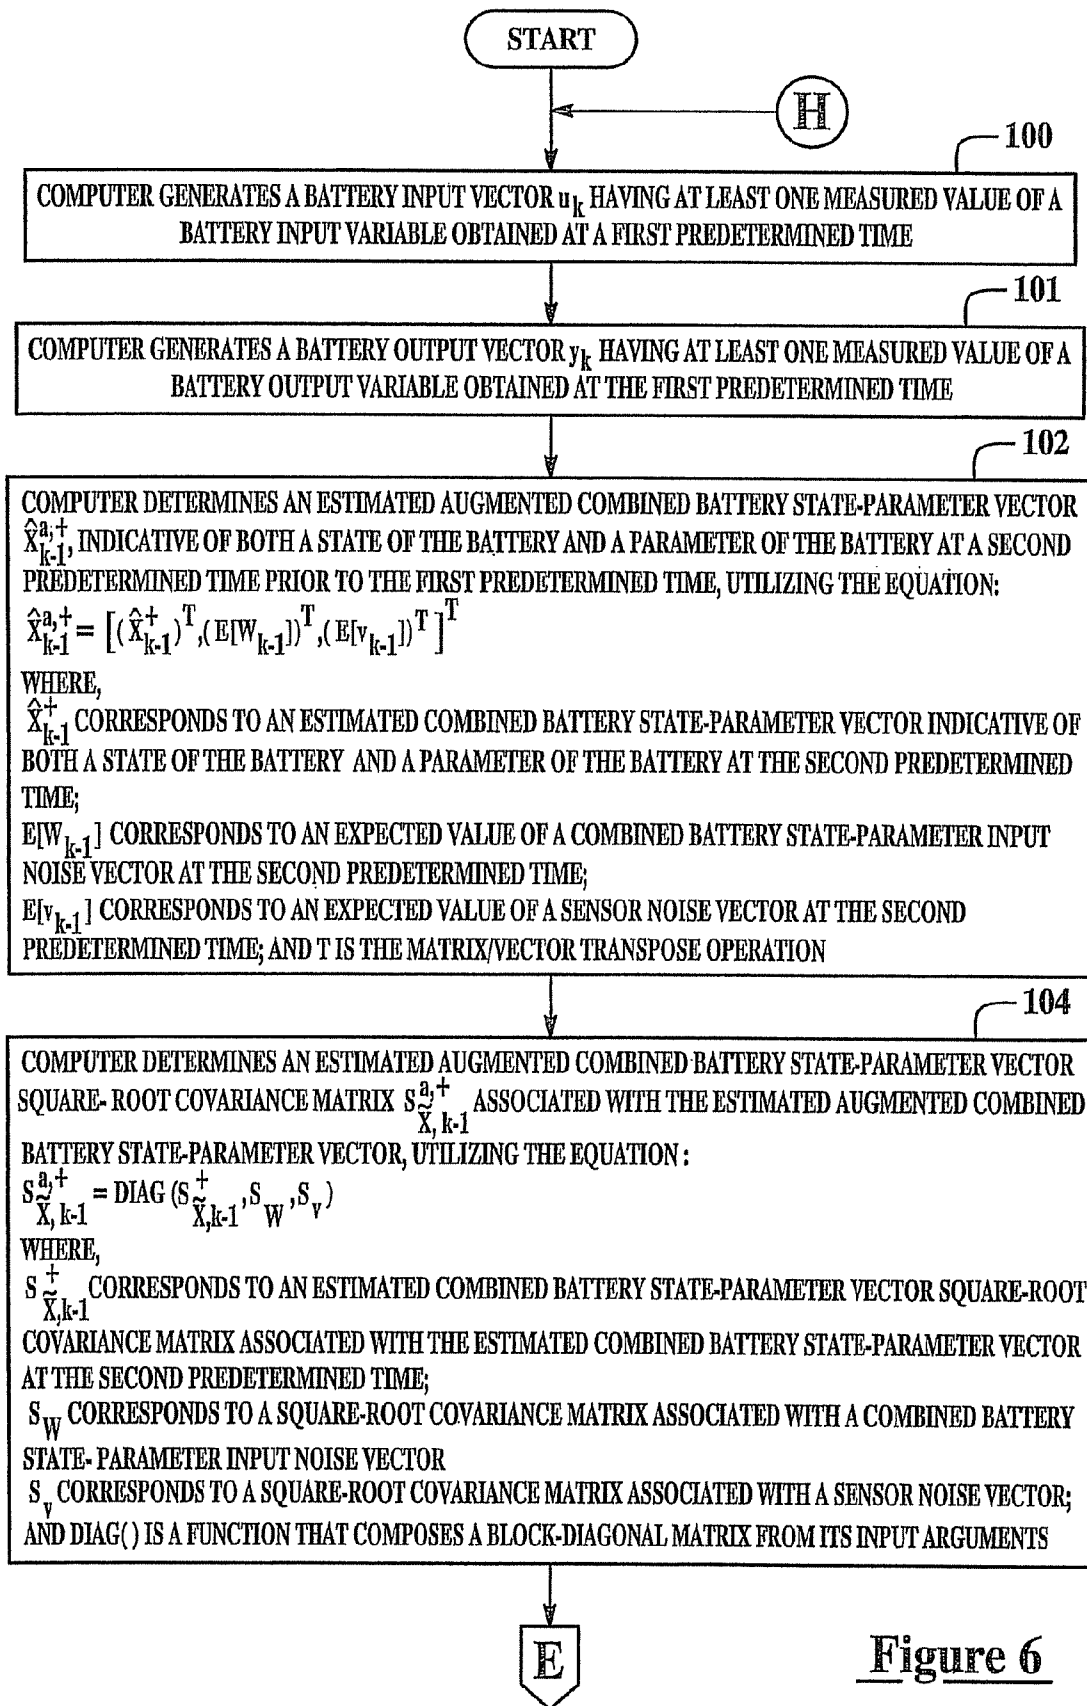 START
H
100
COMPUTER GENERATES A BATTERY INPUT VECTOR u_k HAVING AT LEAST ONE MEASURED VALUE OF A
BATTERY INPUT VARIABLE OBTAINED AT A FIRST PREDETERMINED TIME
101
COMPUTER GENERATES A BATTERY OUTPUT VECTOR y_k HAVING AT LEAST ONE MEASURED VALUE OF A
BATTERY OUTPUT VARIABLE OBTAINED AT THE FIRST PREDETERMINED TIME
102
COMPUTER DETERMINES AN ESTIMATED AUGMENTED COMBINED BATTERY STATE-PARAMETER VECTOR
X̂_{k-1}^{a,+}, INDICATIVE OF BOTH A STATE OF THE BATTERY AND A PARAMETER OF THE BATTERY AT A SECOND
PREDETERMINED TIME PRIOR TO THE FIRST PREDETERMINED TIME, UTILIZING THE EQUATION:
X̂_{k-1}^{a,+} = [(X̂_{k-1}^{+})^T,(E[W_{k-1}])^T,(E[v_{k-1}])^T]^T
WHERE,
X̂_{k-1}^{+} CORRESPONDS TO AN ESTIMATED COMBINED BATTERY STATE-PARAMETER VECTOR INDICATIVE OF
BOTH A STATE OF THE BATTERY AND A PARAMETER OF THE BATTERY AT THE SECOND PREDETERMINED
TIME;
E[W_{k-1}] CORRESPONDS TO AN EXPECTED VALUE OF A COMBINED BATTERY STATE-PARAMETER INPUT
NOISE VECTOR AT THE SECOND PREDETERMINED TIME;
E[v_{k-1}] CORRESPONDS TO AN EXPECTED VALUE OF A SENSOR NOISE VECTOR AT THE SECOND
PREDETERMINED TIME; AND T IS THE MATRIX/VECTOR TRANSPOSE OPERATION
104
COMPUTER DETERMINES AN ESTIMATED AUGMENTED COMBINED BATTERY STATE-PARAMETER VECTOR
SQUARE- ROOT COVARIANCE MATRIX S_{X̃, k-1}^{a,+} ASSOCIATED WITH THE ESTIMATED AUGMENTED COMBINED
BATTERY STATE-PARAMETER VECTOR, UTILIZING THE EQUATION :
S_{X̃, k-1}^{a,+} = DIAG (S_{X̃,k-1}^{+}, S_W, S_v)
WHERE,
S_{X̃,k-1}^{+} CORRESPONDS TO AN ESTIMATED COMBINED BATTERY STATE-PARAMETER VECTOR SQUARE-ROOT
COVARIANCE MATRIX ASSOCIATED WITH THE ESTIMATED COMBINED BATTERY STATE-PARAMETER VECTOR
AT THE SECOND PREDETERMINED TIME;
S_W CORRESPONDS TO A SQUARE-ROOT COVARIANCE MATRIX ASSOCIATED WITH A COMBINED BATTERY
STATE- PARAMETER INPUT NOISE VECTOR
S_v CORRESPONDS TO A SQUARE-ROOT COVARIANCE MATRIX ASSOCIATED WITH A SENSOR NOISE VECTOR;
AND DIAG( ) IS A FUNCTION THAT COMPOSES A BLOCK-DIAGONAL MATRIX FROM ITS INPUT ARGUMENTS
E
Figure 6